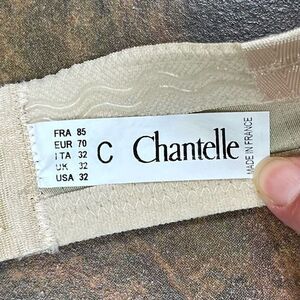 FRA 85
EUR 70
ITA 32
UK 32
USA 32
C
Chantelle
MADE IN FRANCE